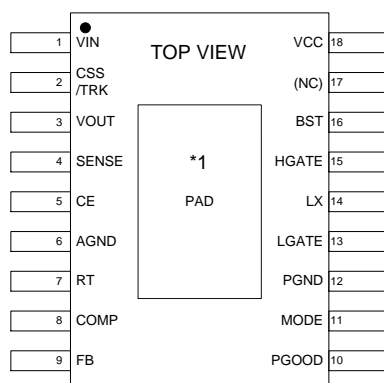 TOP VIEW
1 VIN
2 CSS
/TRK
3 VOUT
4 SENSE
5 CE
6 AGND
7 RT
8 COMP
9 FB
*1
PAD
VCC 18
(NC) 17
BST 16
HGATE 15
LX 14
LGATE 13
PGND 12
MODE 11
PGOOD 10